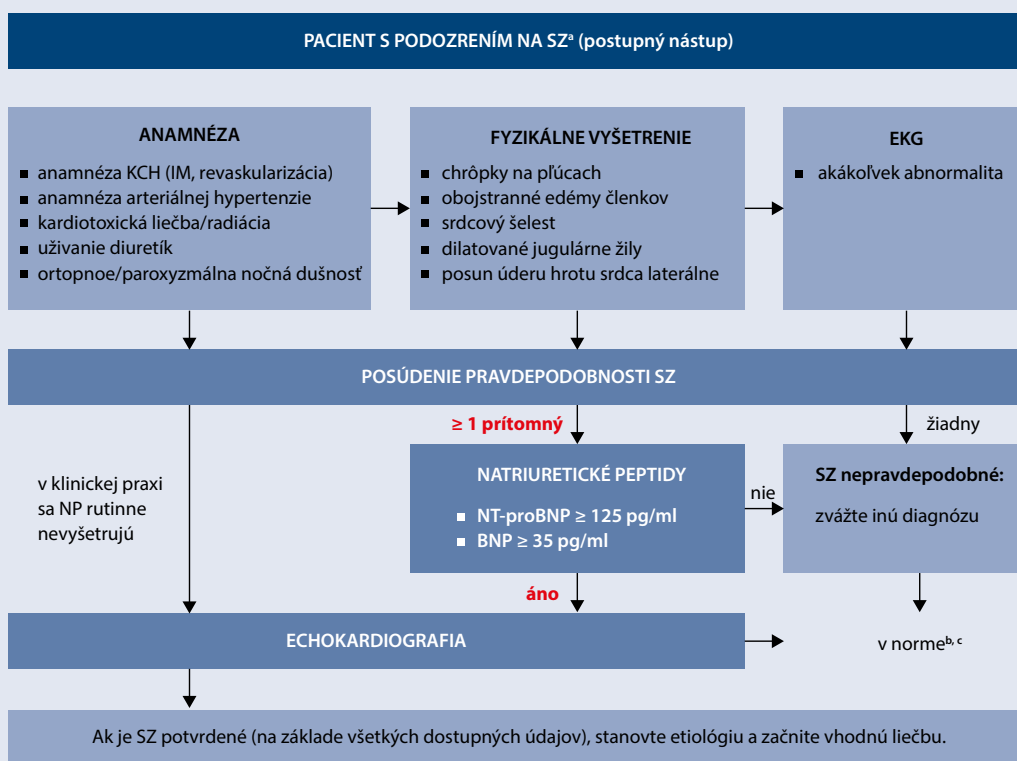 PACIENT S PODOZRENÍM NA SZᵃ (postupný nástup)
ANAMNÉZA
■ anamnéza KCH (IM, revaskularizácia)
■ anamnéza arteriálnej hypertenzie
■ kardiotoxická liečba/radiácia
■ uživanie diuretík
■ ortopnoe/paroxyzmálna nočná dušnosť
FYZIKÁLNE VYŠETRENIE
■ chrôpky na pľúcach
■ obojstranné edémy členkov
■ srdcový šelest
■ dilatované jugulárne žily
■ posun úderu hrotu srdca laterálne
EKG
■ akákoľvek abnormalita
POSÚDENIE PRAVDEPODOBNOSTI SZ
≥ 1 prítomný
žiadny
v klinickej praxi
sa NP rutinne
nevyšetrujú
NATRIURETICKÉ PEPTIDY
■ NT-proBNP ≥ 125 pg/ml
■ BNP ≥ 35 pg/ml
nie
SZ nepravdepodobné:
zvážte inú diagnózu
áno
ECHOKARDIOGRAFIA
v normeᵇ, ᶜ
Ak je SZ potvrdené (na základe všetkých dostupných údajov), stanovte etiológiu a začnite vhodnú liečbu.